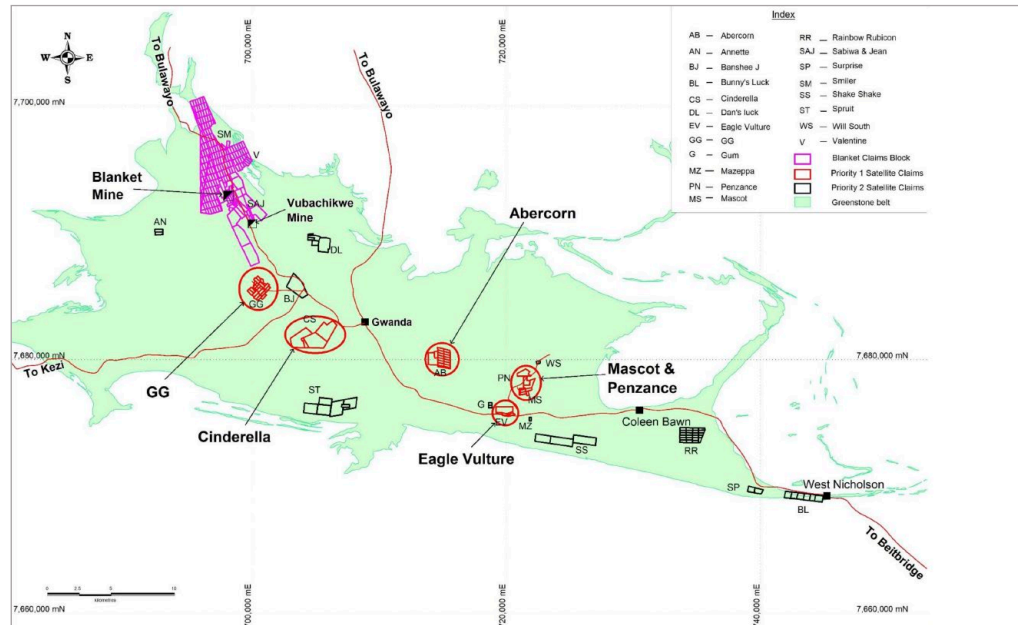 Index
AB – Abercorn
AN – Annette
BJ – Banshee J
BL – Bunny's Luck
CS – Cinderella
DL – Dan's luck
EV – Eagle Vulture
GG – GG
G – Gum
MZ – Mazeppa
PN – Penzance
MS – Mascot
RR – Rainbow Rubicon
SAJ – Sabiwa & Jean
SP – Surprise
SM – Smiler
SS – Shake Shake
ST – Spruit
WS – Will South
V – Valentine
Blanket Claims Block
Priority 1 Satellite Claims
Priority 2 Satellite Claims
Greenstone belt
N
W E
S
To Bulawayo
700,000 mE
To Bulawayo
720,000 mE
7,700,000 mN
SM
V
Blanket
Mine
SAJ
Vubachikwe
Mine
AN
DL
Abercorn
GG
BJ
CS
Gwanda
7,680,000 mN
7,680,000 mN
To Kezi
AB
WS
PN
Mascot &
Penzance
GG
MS
ST
G
EV
MZ
Coleen Bawn
Cinderella
Eagle Vulture
SS
RR
SP
West Nicholson
BL
To Beitbridge
0 2.5 5 10
kilometres
700,000 mE
720,000 mE
740,000 mE
7,660,000 mN
7,660,000 mN